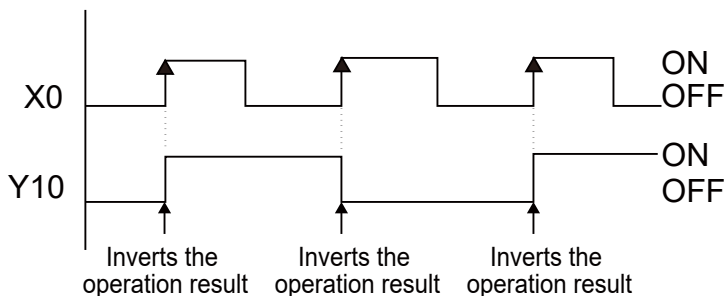 X0
ON
OFF
Y10
ON
OFF
Inverts the
operation result
Inverts the
operation result
Inverts the
operation result